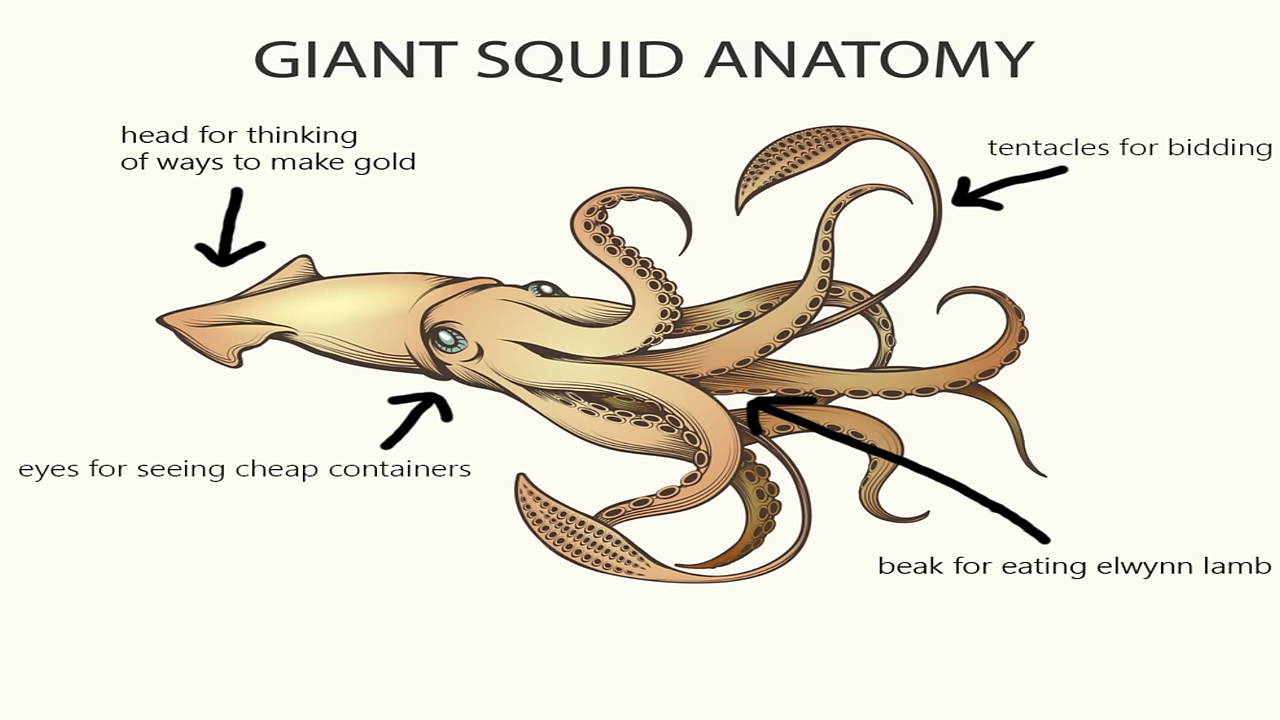 GIANT SQUID ANATOMY
head for thinking
of ways to make gold
tentacles for bidding
eyes for seeing cheap containers
beak for eating elwynn lamb